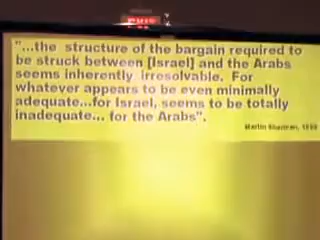 "...the structure of the bargain required to
be struck between [Israel] and the Arabs
seems inherently irresolvable. For
whatever appears to be even minimally
adequate...for Israel, seems to be totally
inadequate... for the Arabs".
Martin